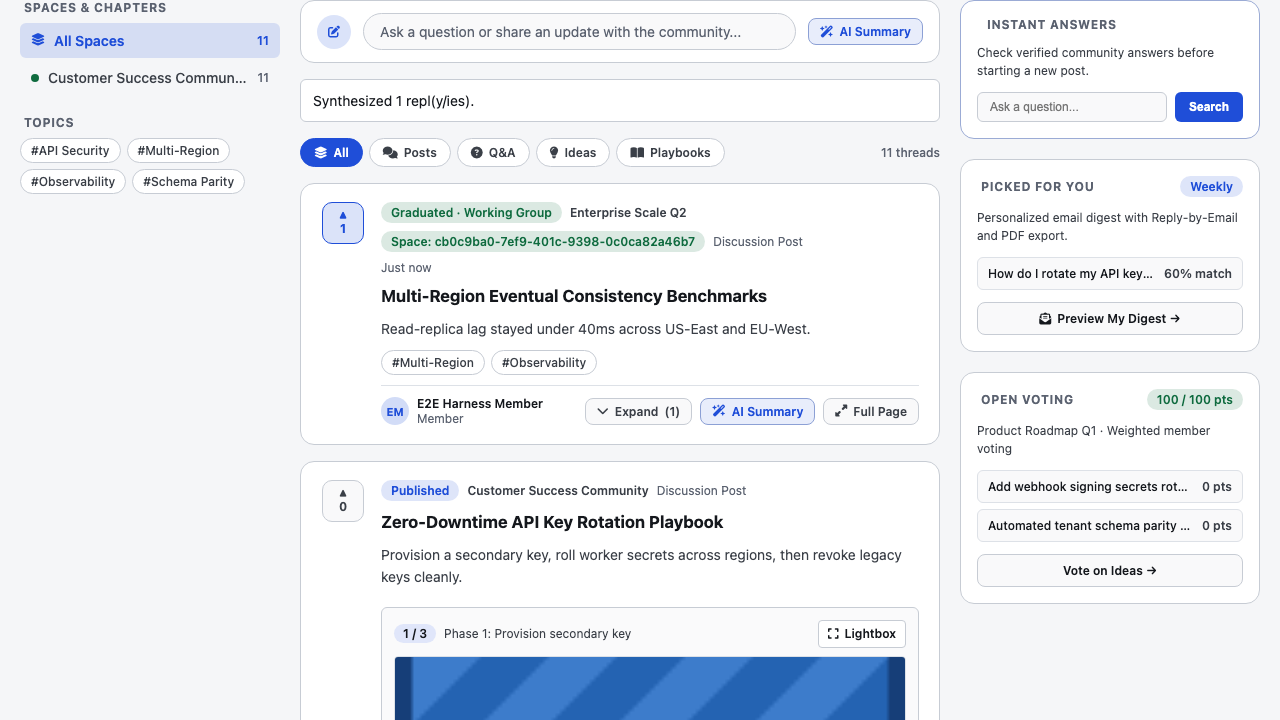 SPACES & CHAPTERS
All Spaces 11
Customer Success Commun... 11
TOPICS
#API Security #Multi-Region
#Observability #Schema Parity
Ask a question or share an update with the community...
AI Summary
Synthesized 1 repl(y/ies).
All Posts Q&A Ideas Playbooks 11 threads
▲
1
Graduated · Working Group Enterprise Scale Q2
Space: cb0c9ba0-7ef9-401c-9398-0c0ca82a46b7 Discussion Post
Just now
Multi-Region Eventual Consistency Benchmarks
Read-replica lag stayed under 40ms across US-East and EU-West.
#Multi-Region #Observability
EM
E2E Harness Member
Member
Expand (1) AI Summary Full Page
▲
0
Published Customer Success Community Discussion Post
Zero-Downtime API Key Rotation Playbook
Provision a secondary key, roll worker secrets across regions, then revoke legacy
keys cleanly.
1 / 3 Phase 1: Provision secondary key Lightbox
INSTANT ANSWERS
Check verified community answers before
starting a new post.
Ask a question... Search
PICKED FOR YOU Weekly
Personalized email digest with Reply-by-Email
and PDF export.
How do I rotate my API key... 60% match
Preview My Digest →
OPEN VOTING 100 / 100 pts
Product Roadmap Q1 · Weighted member
voting
Add webhook signing secrets rot... 0 pts
Automated tenant schema parity ... 0 pts
Vote on Ideas →